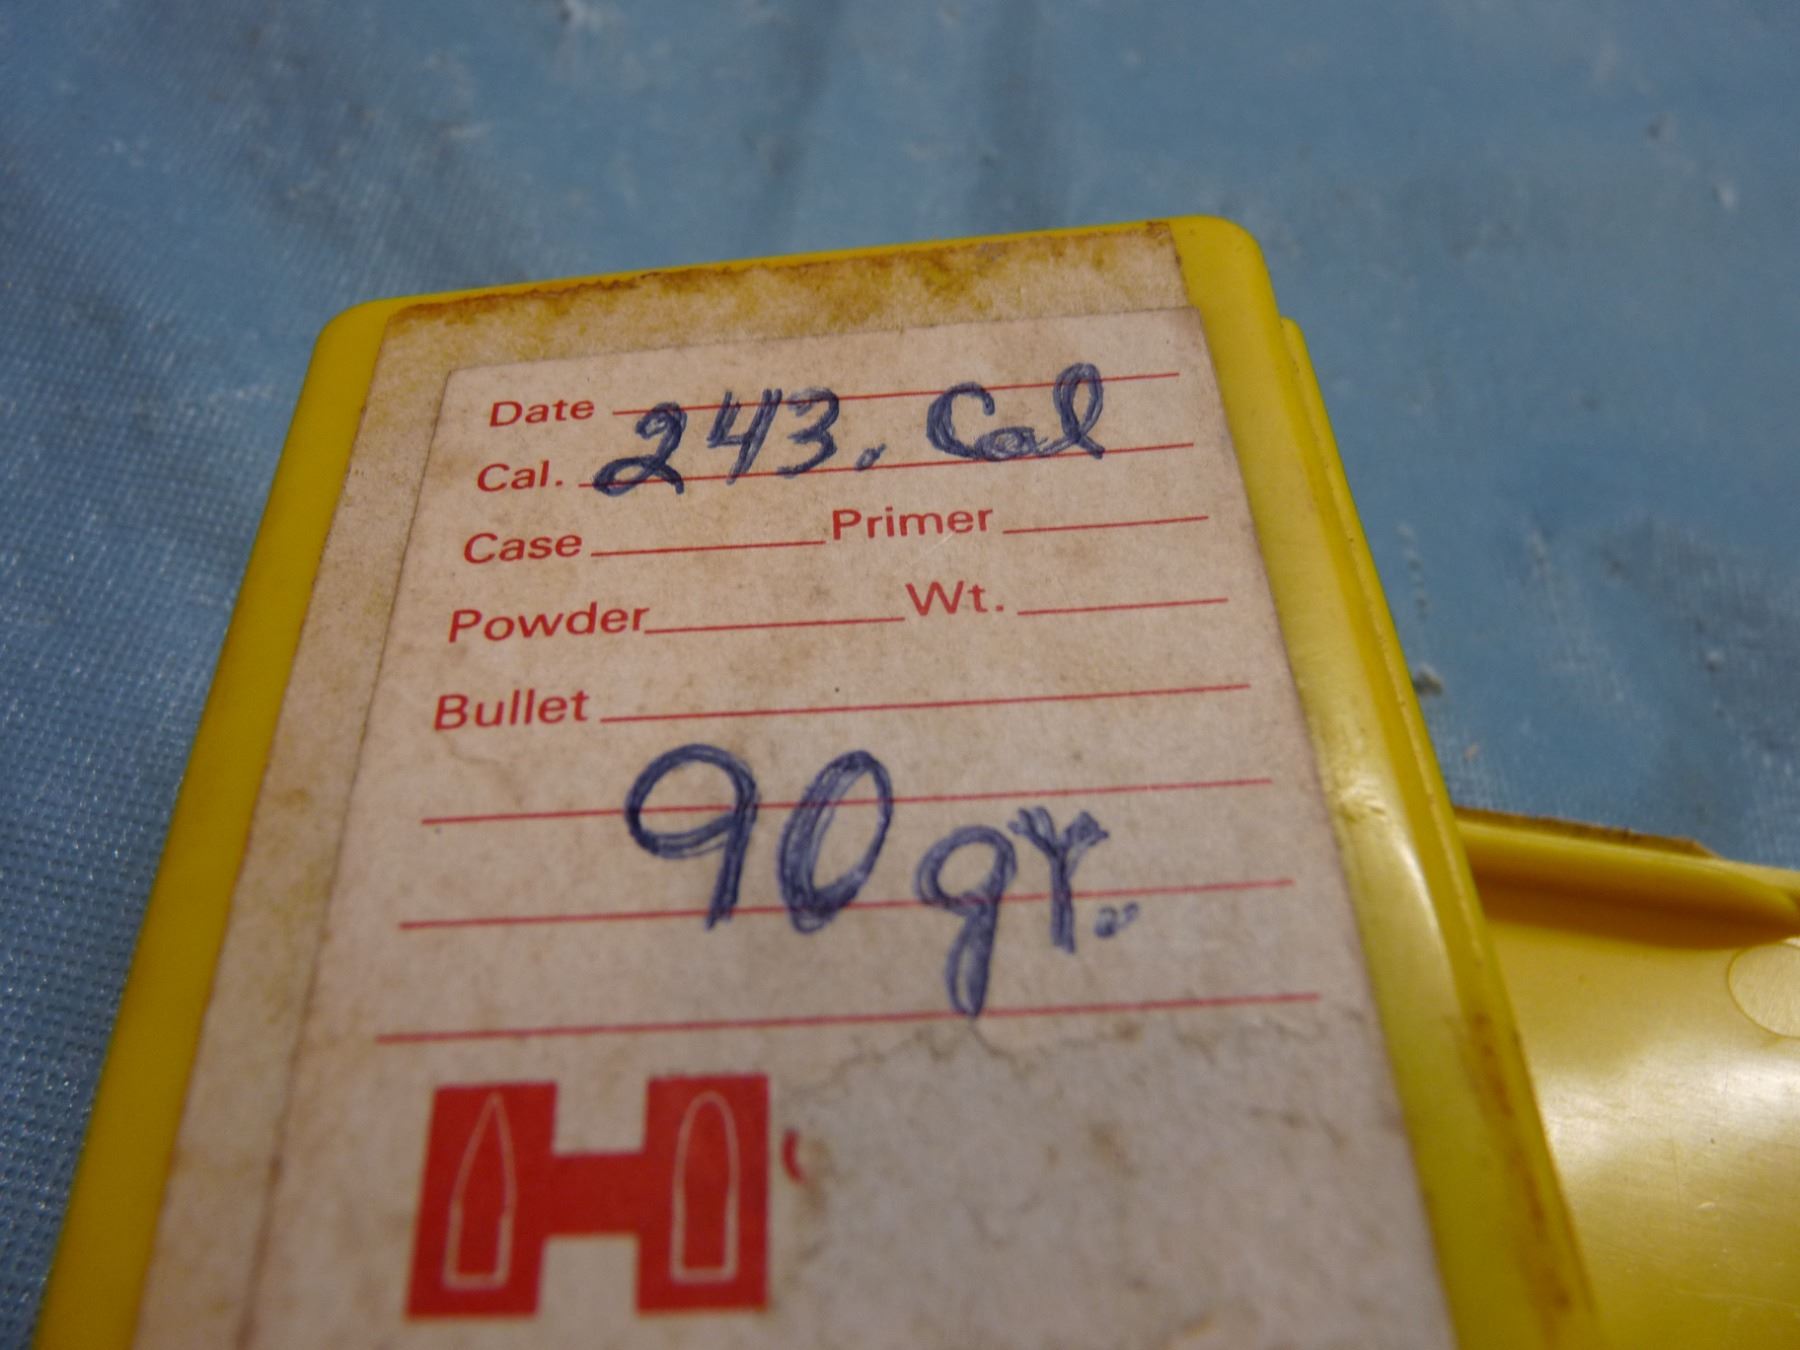 Date
Cal. 243. Cal
Case Primer
Powder Wt.
Bullet
90 gr.
H